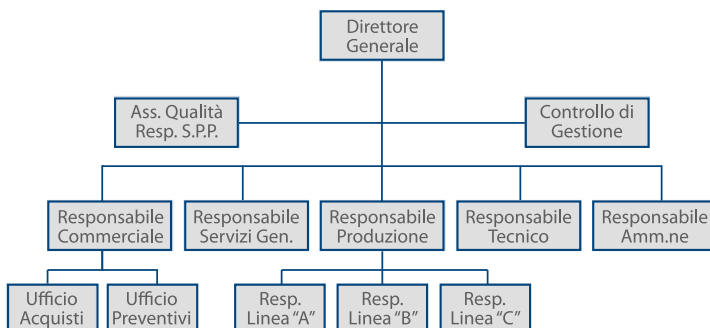 Direttore
Generale
Ass. Qualità
Resp. S.P.P.
Controllo di
Gestione
Responsabile
Commerciale
Responsabile
Servizi Gen.
Responsabile
Produzione
Responsabile
Tecnico
Responsabile
Amm.ne
Ufficio
Acquisti
Ufficio
Preventivi
Resp.
Linea "A"
Resp.
Linea "B"
Resp.
Linea "C"